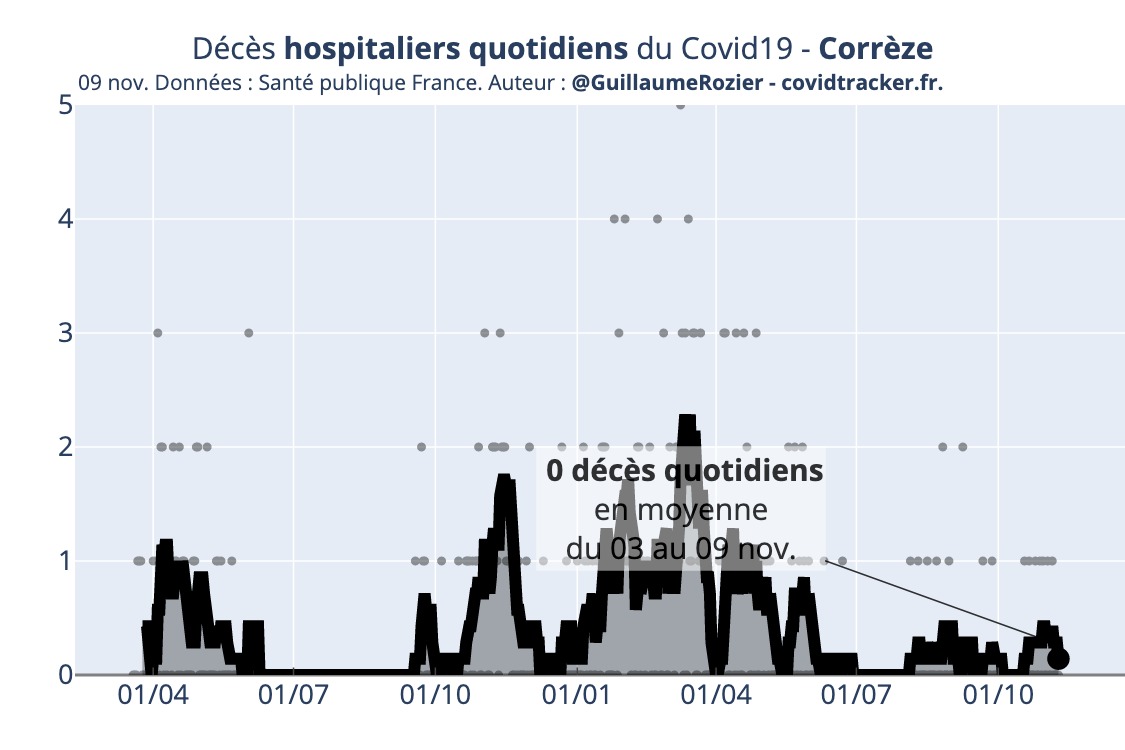 Décès hospitaliers quotidiens du Covid19 - Corrèze
09 nov. Données : Santé publique France. Auteur : @GuillaumeRozier - covidtracker.fr.
5
4
3
2
1
0
0 décès quotidiens
en moyenne
du 03 au 09 nov.
01/04 01/07 01/10 01/01 01/04 01/07 01/10